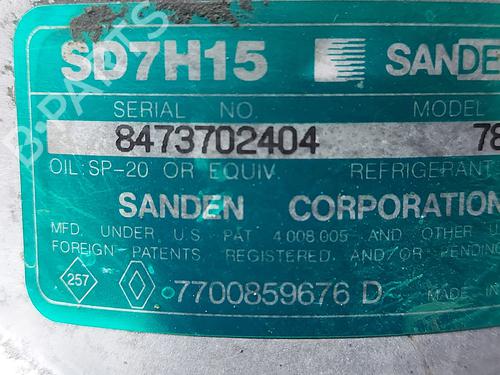 SD7H15 SANDE
SERIAL NO. MODEL
8473702404 78
OIL: SP-20 OR EQUIV. REFRIGERANT
SANDEN CORPORATION
MFD. UNDER U.S. PAT 4.008.005 AND OTHER U
FOREIGN PATENTS REGISTERED AND/OR PENDING
257 7700859676 D MADE IN
B-PARTS